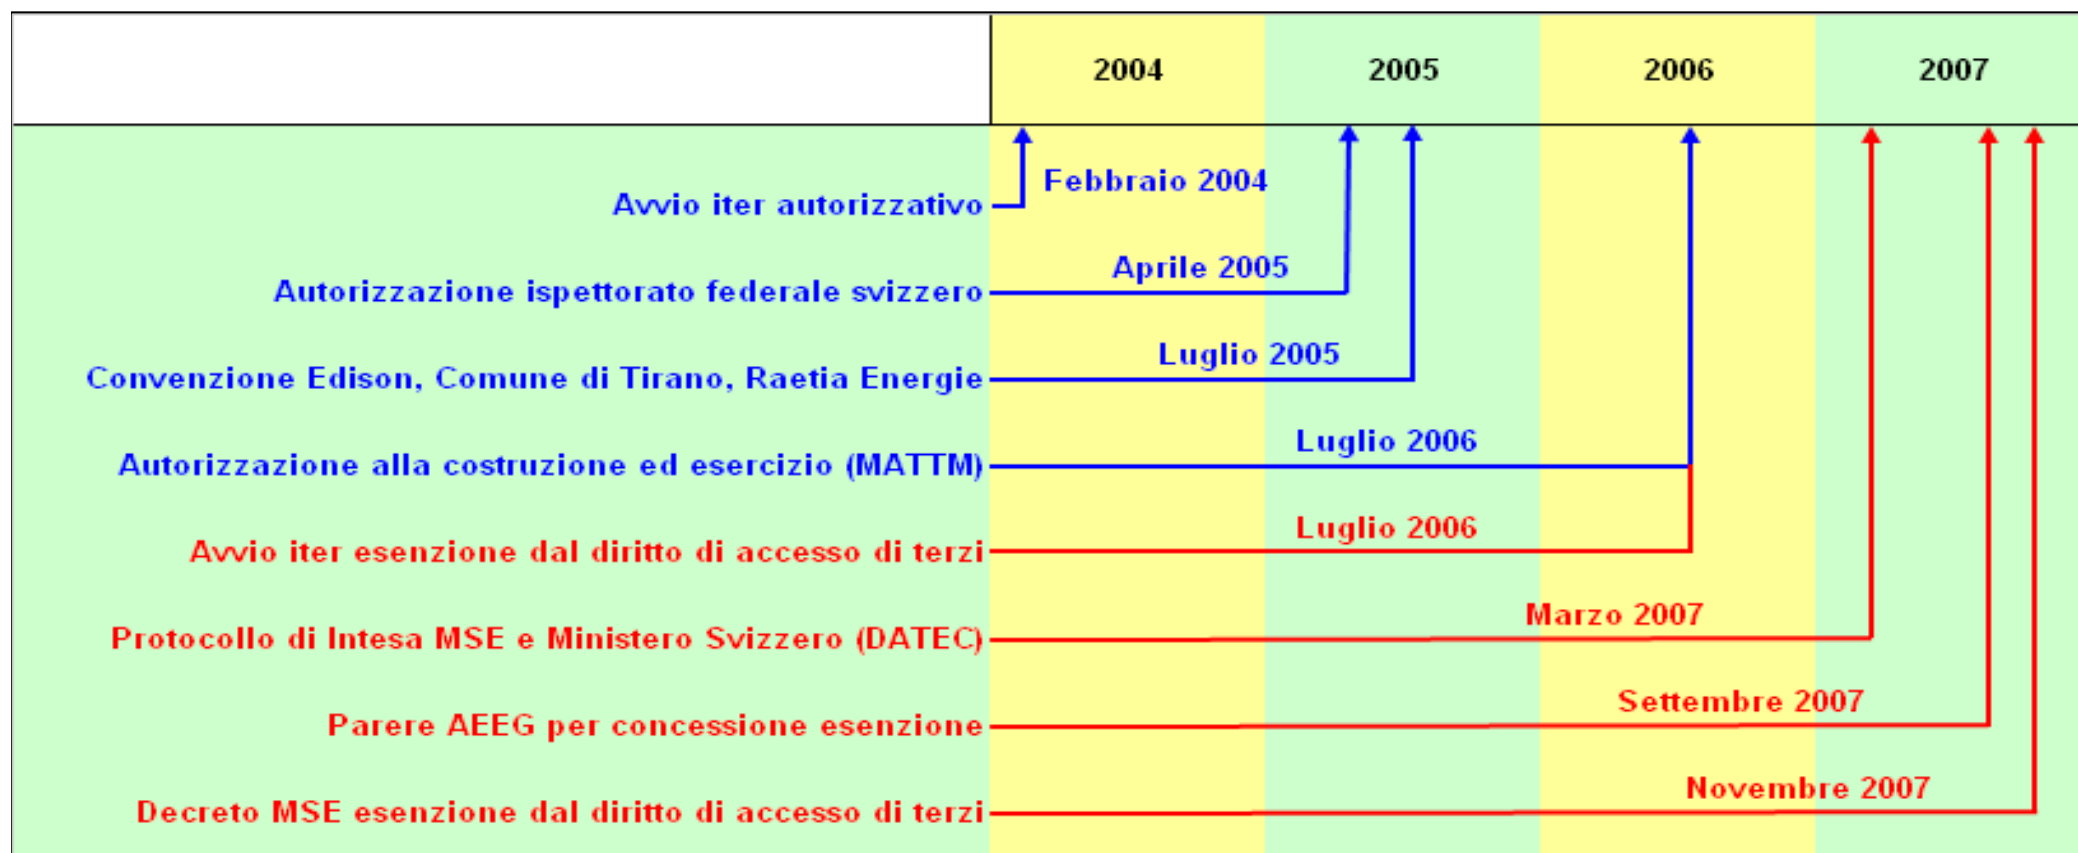 2004 2005 2006 2007
Febbraio 2004
Avvio iter autorizzativo
Aprile 2005
Autorizzazione ispettorato federale svizzero
Luglio 2005
Convenzione Edison, Comune di Tirano, Raetia Energie
Luglio 2006
Autorizzazione alla costruzione ed esercizio (MATTM)
Luglio 2006
Avvio iter esenzione dal diritto di accesso di terzi
Marzo 2007
Protocollo di Intesa MSE e Ministero Svizzero (DATEC)
Settembre 2007
Parere AEEG per concessione esenzione
Novembre 2007
Decreto MSE esenzione dal diritto di accesso di terzi